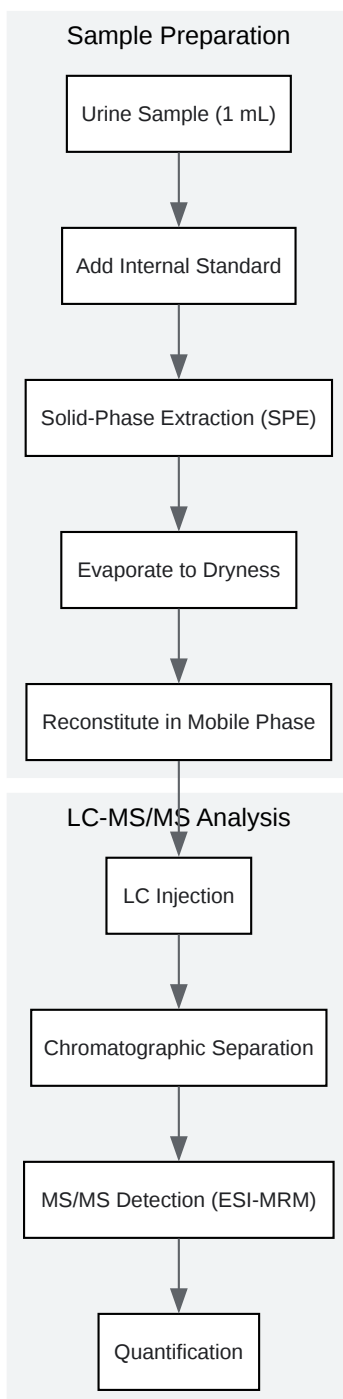 Sample Preparation
Urine Sample (1 mL)
Add Internal Standard
Solid-Phase Extraction (SPE)
Evaporate to Dryness
Reconstitute in Mobile Phase
LC-MS/MS Analysis
LC Injection
Chromatographic Separation
MS/MS Detection (ESI-MRM)
Quantification